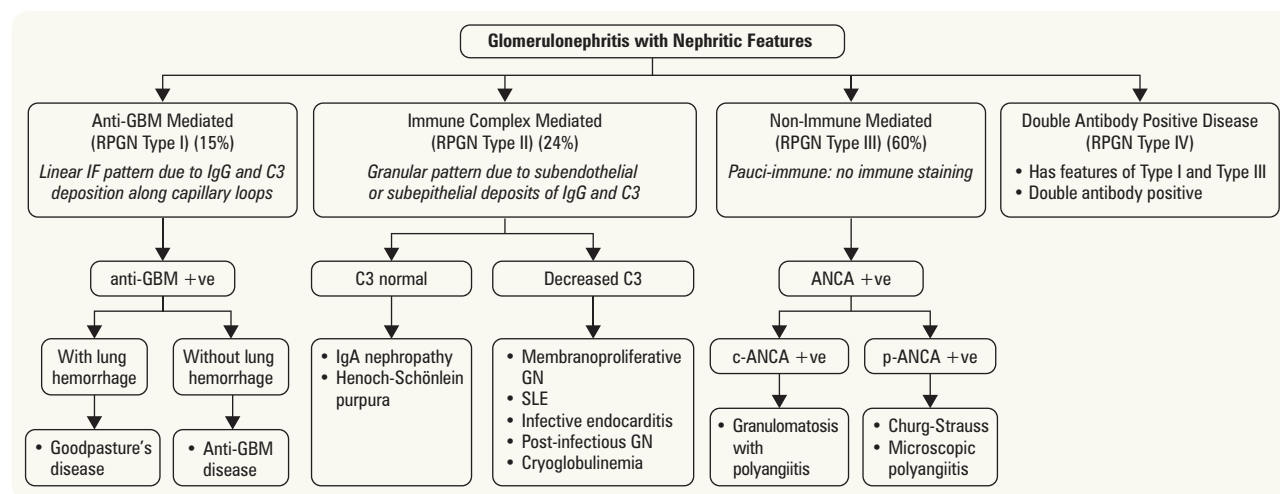 Glomerulonephritis with Nephritic Features
Anti-GBM Mediated
(RPGN Type I) (15%)
Linear IF pattern due to IgG and C3
deposition along capillary loops
Immune Complex Mediated
(RPGN Type II) (24%)
Granular pattern due to subendothelial
or subepithelial deposits of IgG and C3
Non-Immune Mediated
(RPGN Type III) (60%)
Pauci-immune: no immune staining
Double Antibody Positive Disease
(RPGN Type IV)
• Has features of Type I and Type III
• Double antibody positive
anti-GBM +ve
C3 normal
Decreased C3
ANCA +ve
With lung
hemorrhage
Without lung
hemorrhage
• IgA nephropathy
• Henoch-Schönlein
purpura
• Membranoproliferative
GN
• SLE
• Infective endocarditis
• Post-infectious GN
• Cryoglobulinemia
c-ANCA +ve
p-ANCA +ve
• Goodpasture's
disease
• Anti-GBM
disease
• Granulomatosis
with
polyangiitis
• Churg-Strauss
• Microscopic
polyangiitis